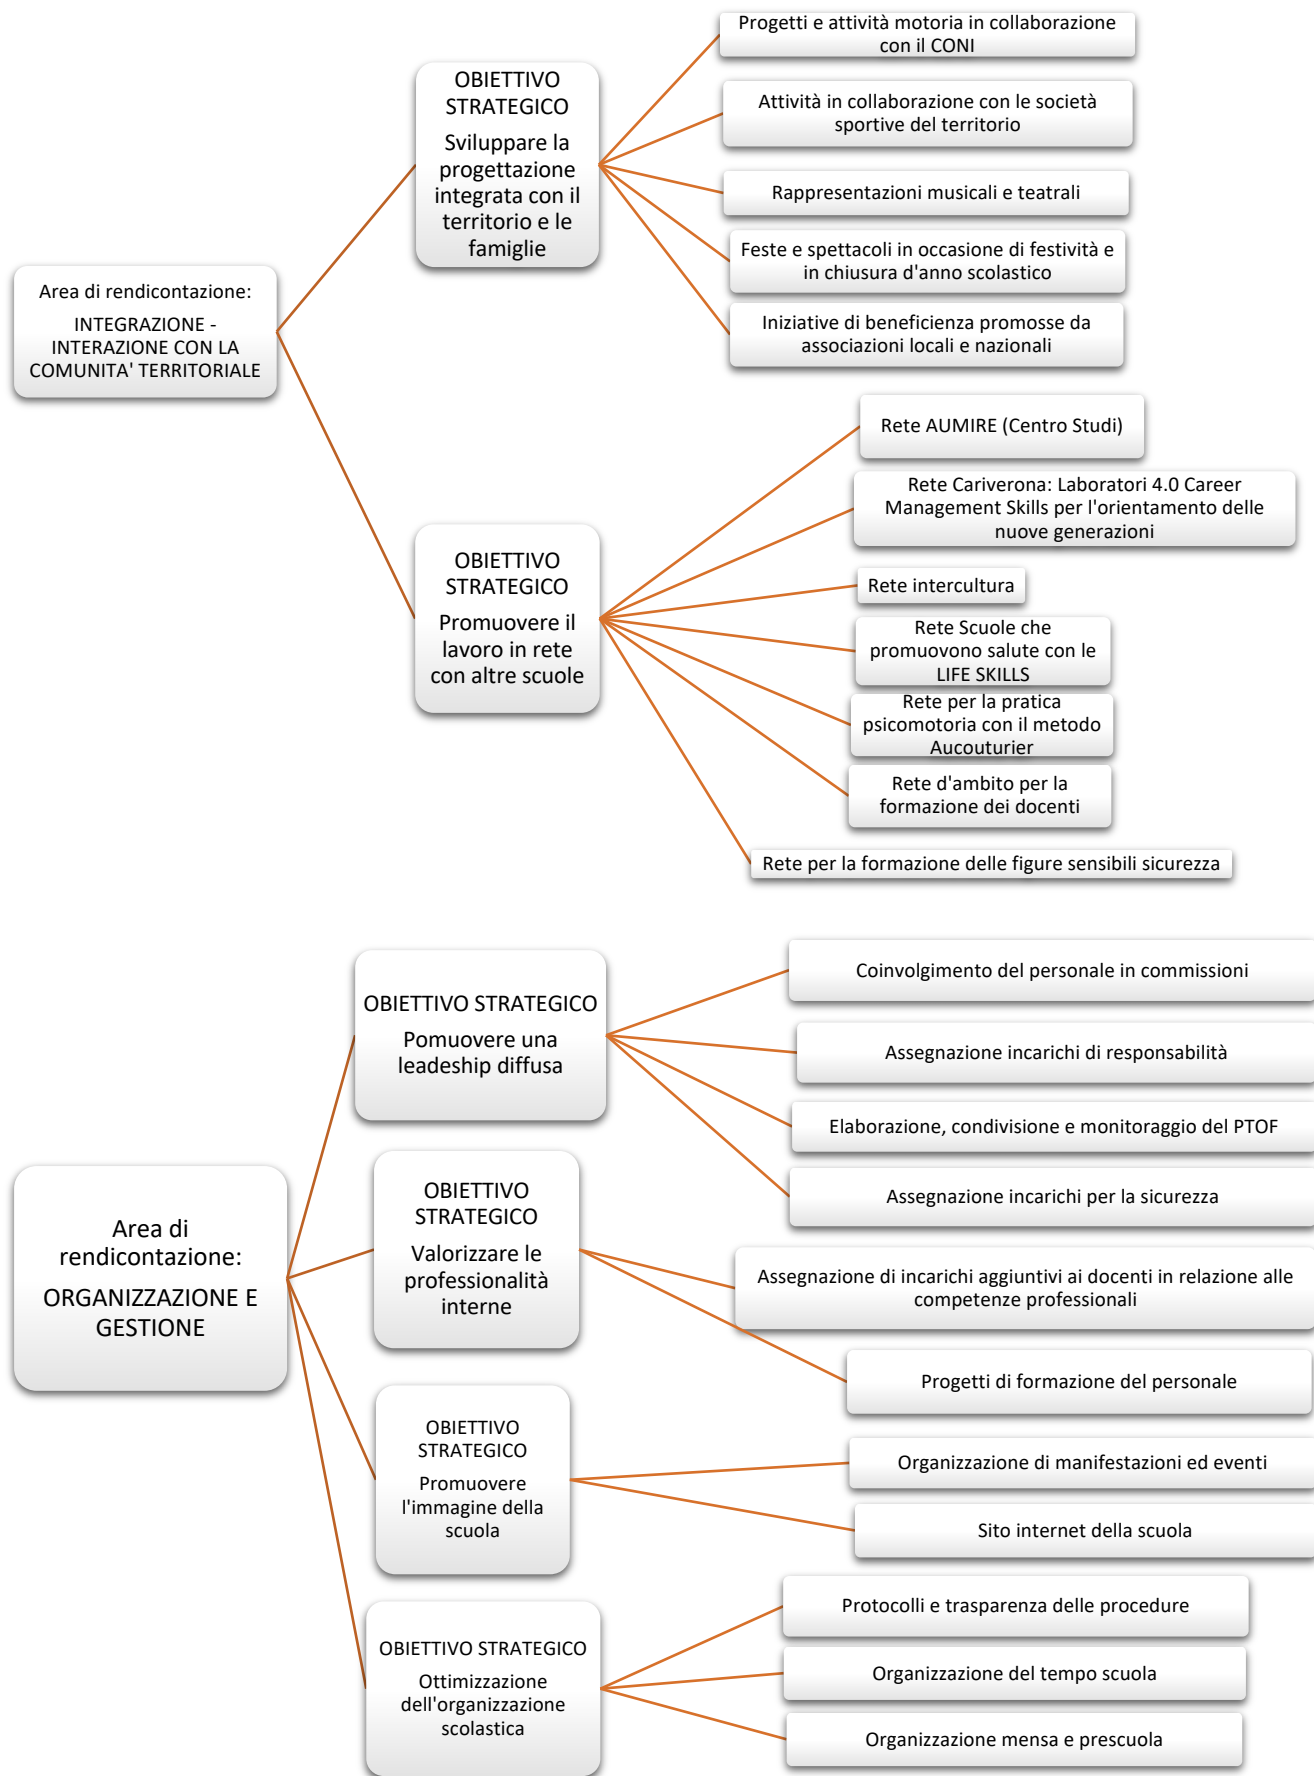 Area di rendicontazione:
INTEGRAZIONE -
INTERAZIONE CON LA
COMUNITA' TERRITORIALE
OBIETTIVO
STRATEGICO
Sviluppare la
progettazione
integrata con il
territorio e le
famiglie
Progetti e attività motoria in collaborazione
con il CONI
Attività in collaborazione con le società
sportive del territorio
Rappresentazioni musicali e teatrali
Feste e spettacoli in occasione di festività e
in chiusura d'anno scolastico
Iniziative di beneficienza promosse da
associazioni locali e nazionali
OBIETTIVO
STRATEGICO
Promuovere il
lavoro in rete
con altre scuole
Rete AUMIRE (Centro Studi)
Rete Cariverona: Laboratori 4.0 Career
Management Skills per l'orientamento delle
nuove generazioni
Rete intercultura
Rete Scuole che
promuovono salute con le
LIFE SKILLS
Rete per la pratica
psicomotoria con il metodo
Aucouturier
Rete d'ambito per la
formazione dei docenti
Rete per la formazione delle figure sensibili sicurezza
Area di
rendicontazione:
ORGANIZZAZIONE E
GESTIONE
OBIETTIVO STRATEGICO
Pomuovere una
leadeship diffusa
Coinvolgimento del personale in commissioni
Assegnazione incarichi di responsabilità
Elaborazione, condivisione e monitoraggio del PTOF
Assegnazione incarichi per la sicurezza
OBIETTIVO
STRATEGICO
Valorizzare le
professionalità
interne
Assegnazione di incarichi aggiuntivi ai docenti in relazione alle
competenze professionali
Progetti di formazione del personale
OBIETTIVO
STRATEGICO
Promuovere
l'immagine della
scuola
Organizzazione di manifestazioni ed eventi
Sito internet della scuola
OBIETTIVO STRATEGICO
Ottimizzazione
dell'organizzazione
scolastica
Protocolli e trasparenza delle procedure
Organizzazione del tempo scuola
Organizzazione mensa e prescuola